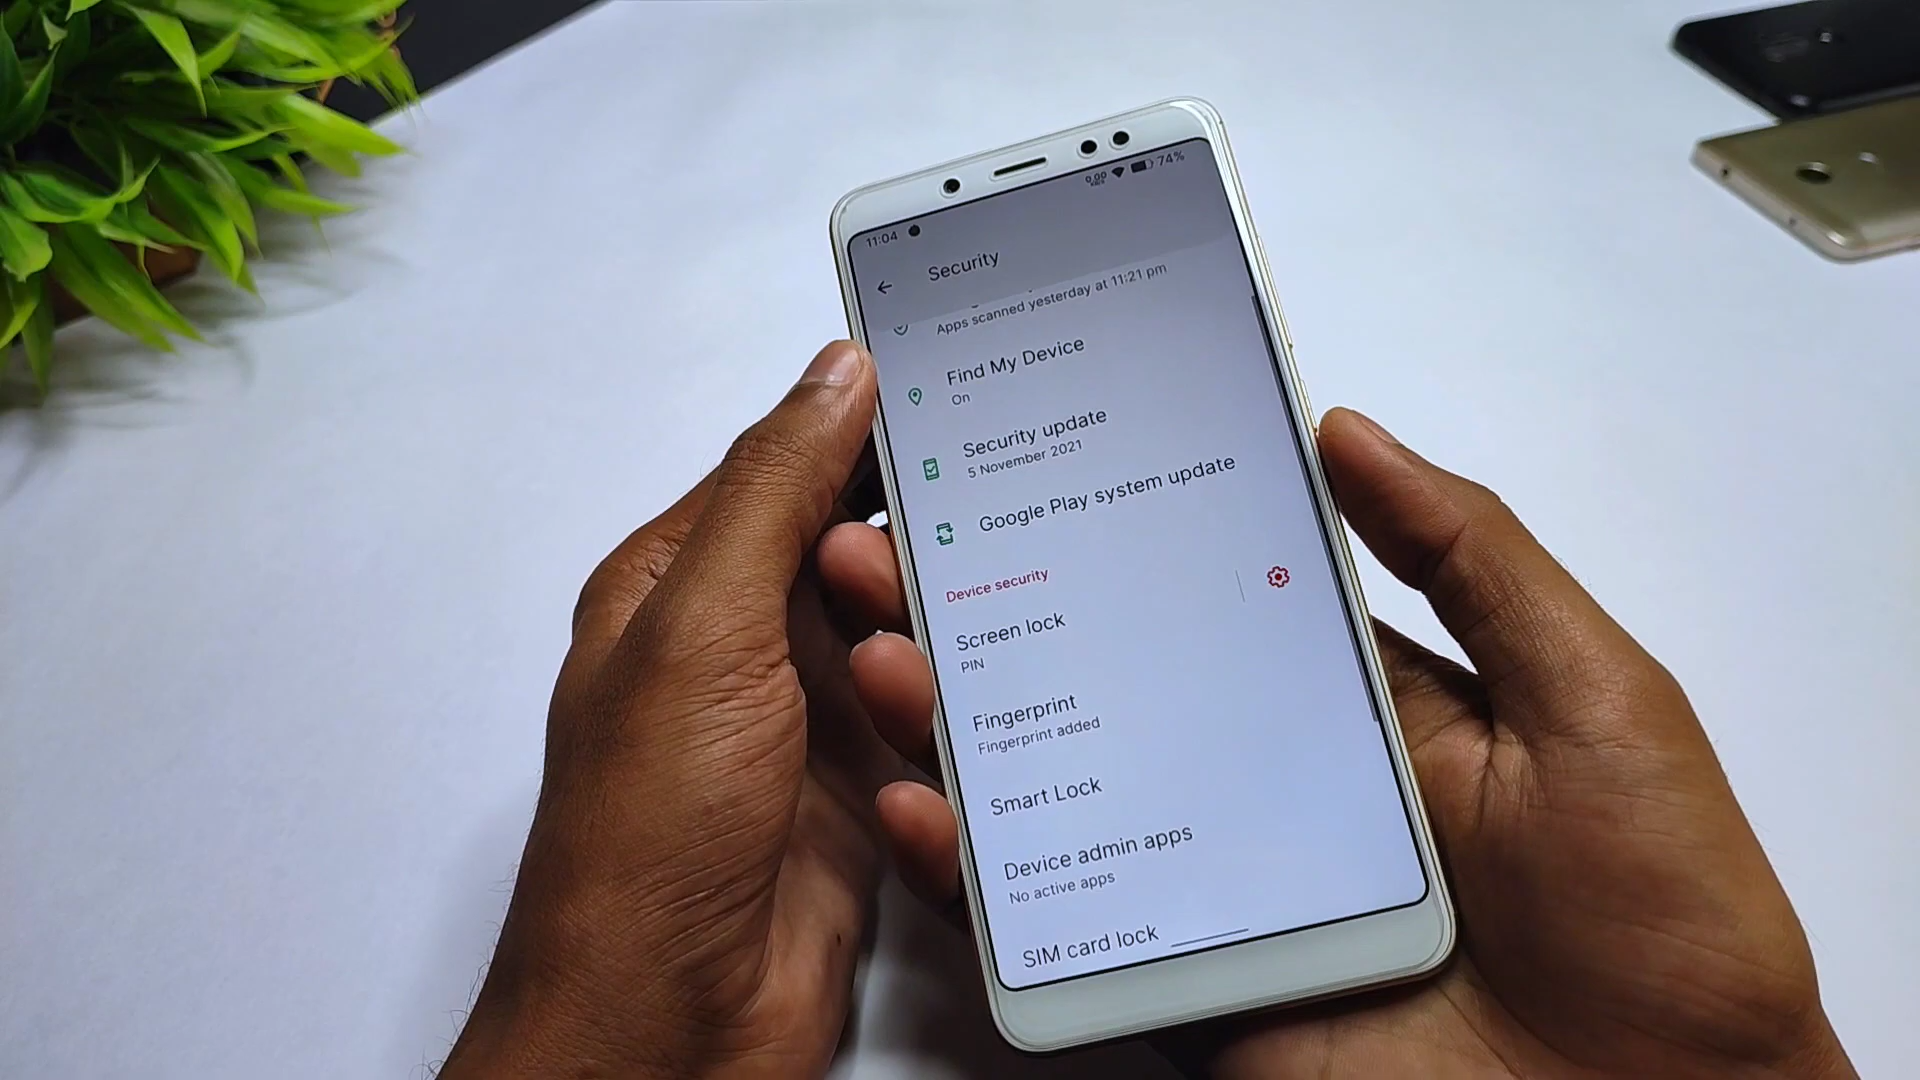 11:04
0.00
74%
Security
Apps scanned yesterday at 11:21 pm
Find My Device
On
Security update
5 November 2021
Google Play system update
Device security
Screen lock
PIN
Fingerprint
Fingerprint added
Smart Lock
Device admin apps
No active apps
SIM card lock